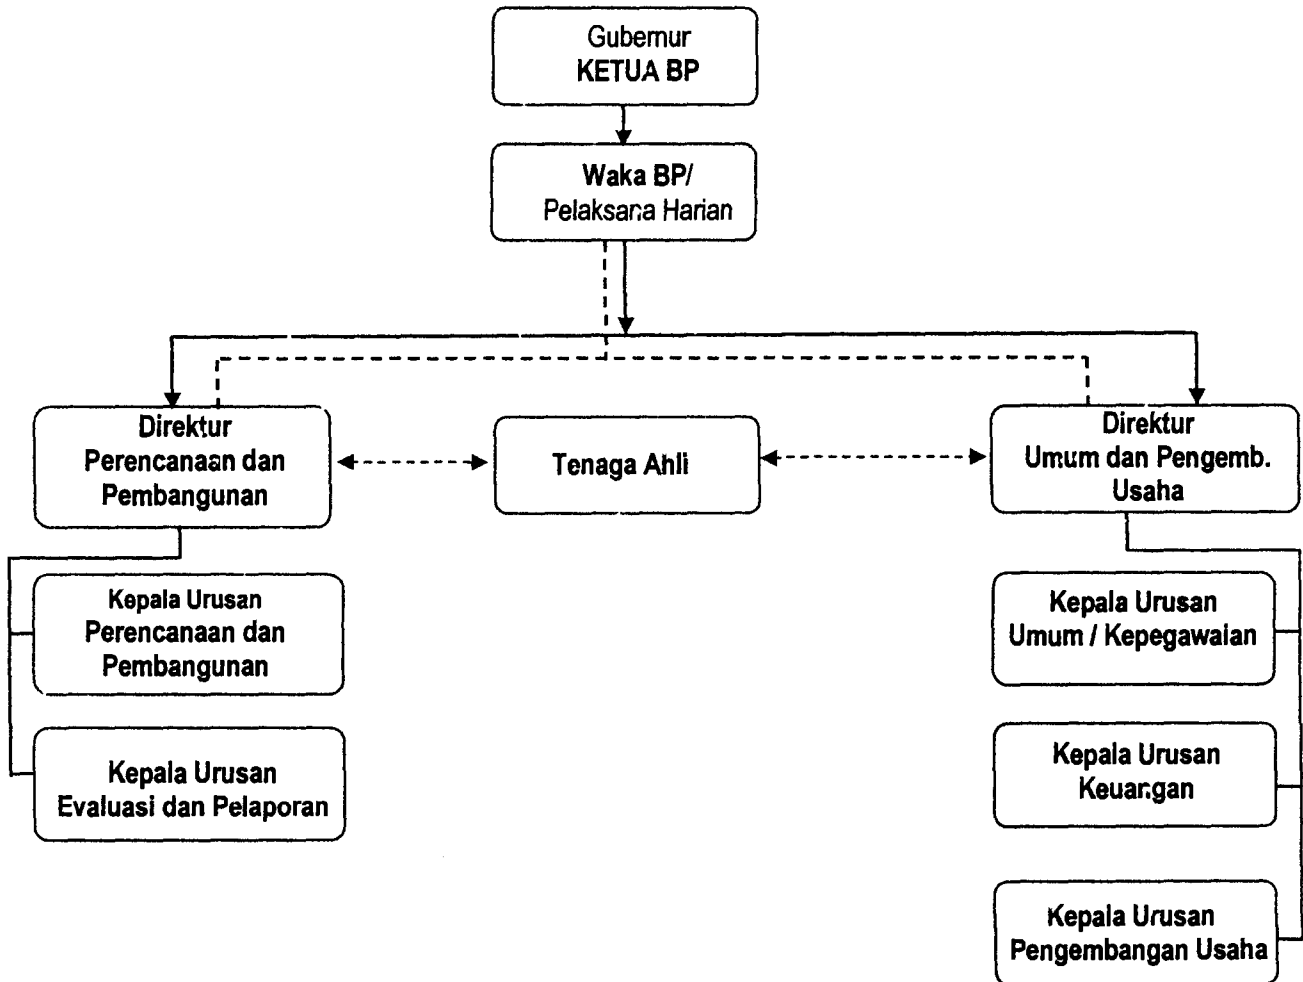 Gubernur
KETUA BP
Waka BP/
Pelaksana Harian
Direktur
Perencanaan dan
Pembangunan
Tenaga Ahli
Direktur
Umum dan Pengemb.
Usaha
Kepala Urusan
Perencanaan dan
Pembangunan
Kepala Urusan
Evaluasi dan Pelaporan
Kepala Urusan
Umum / Kepegawaian
Kepala Urusan
Keuangan
Kepala Urusan
Pengembangan Usaha